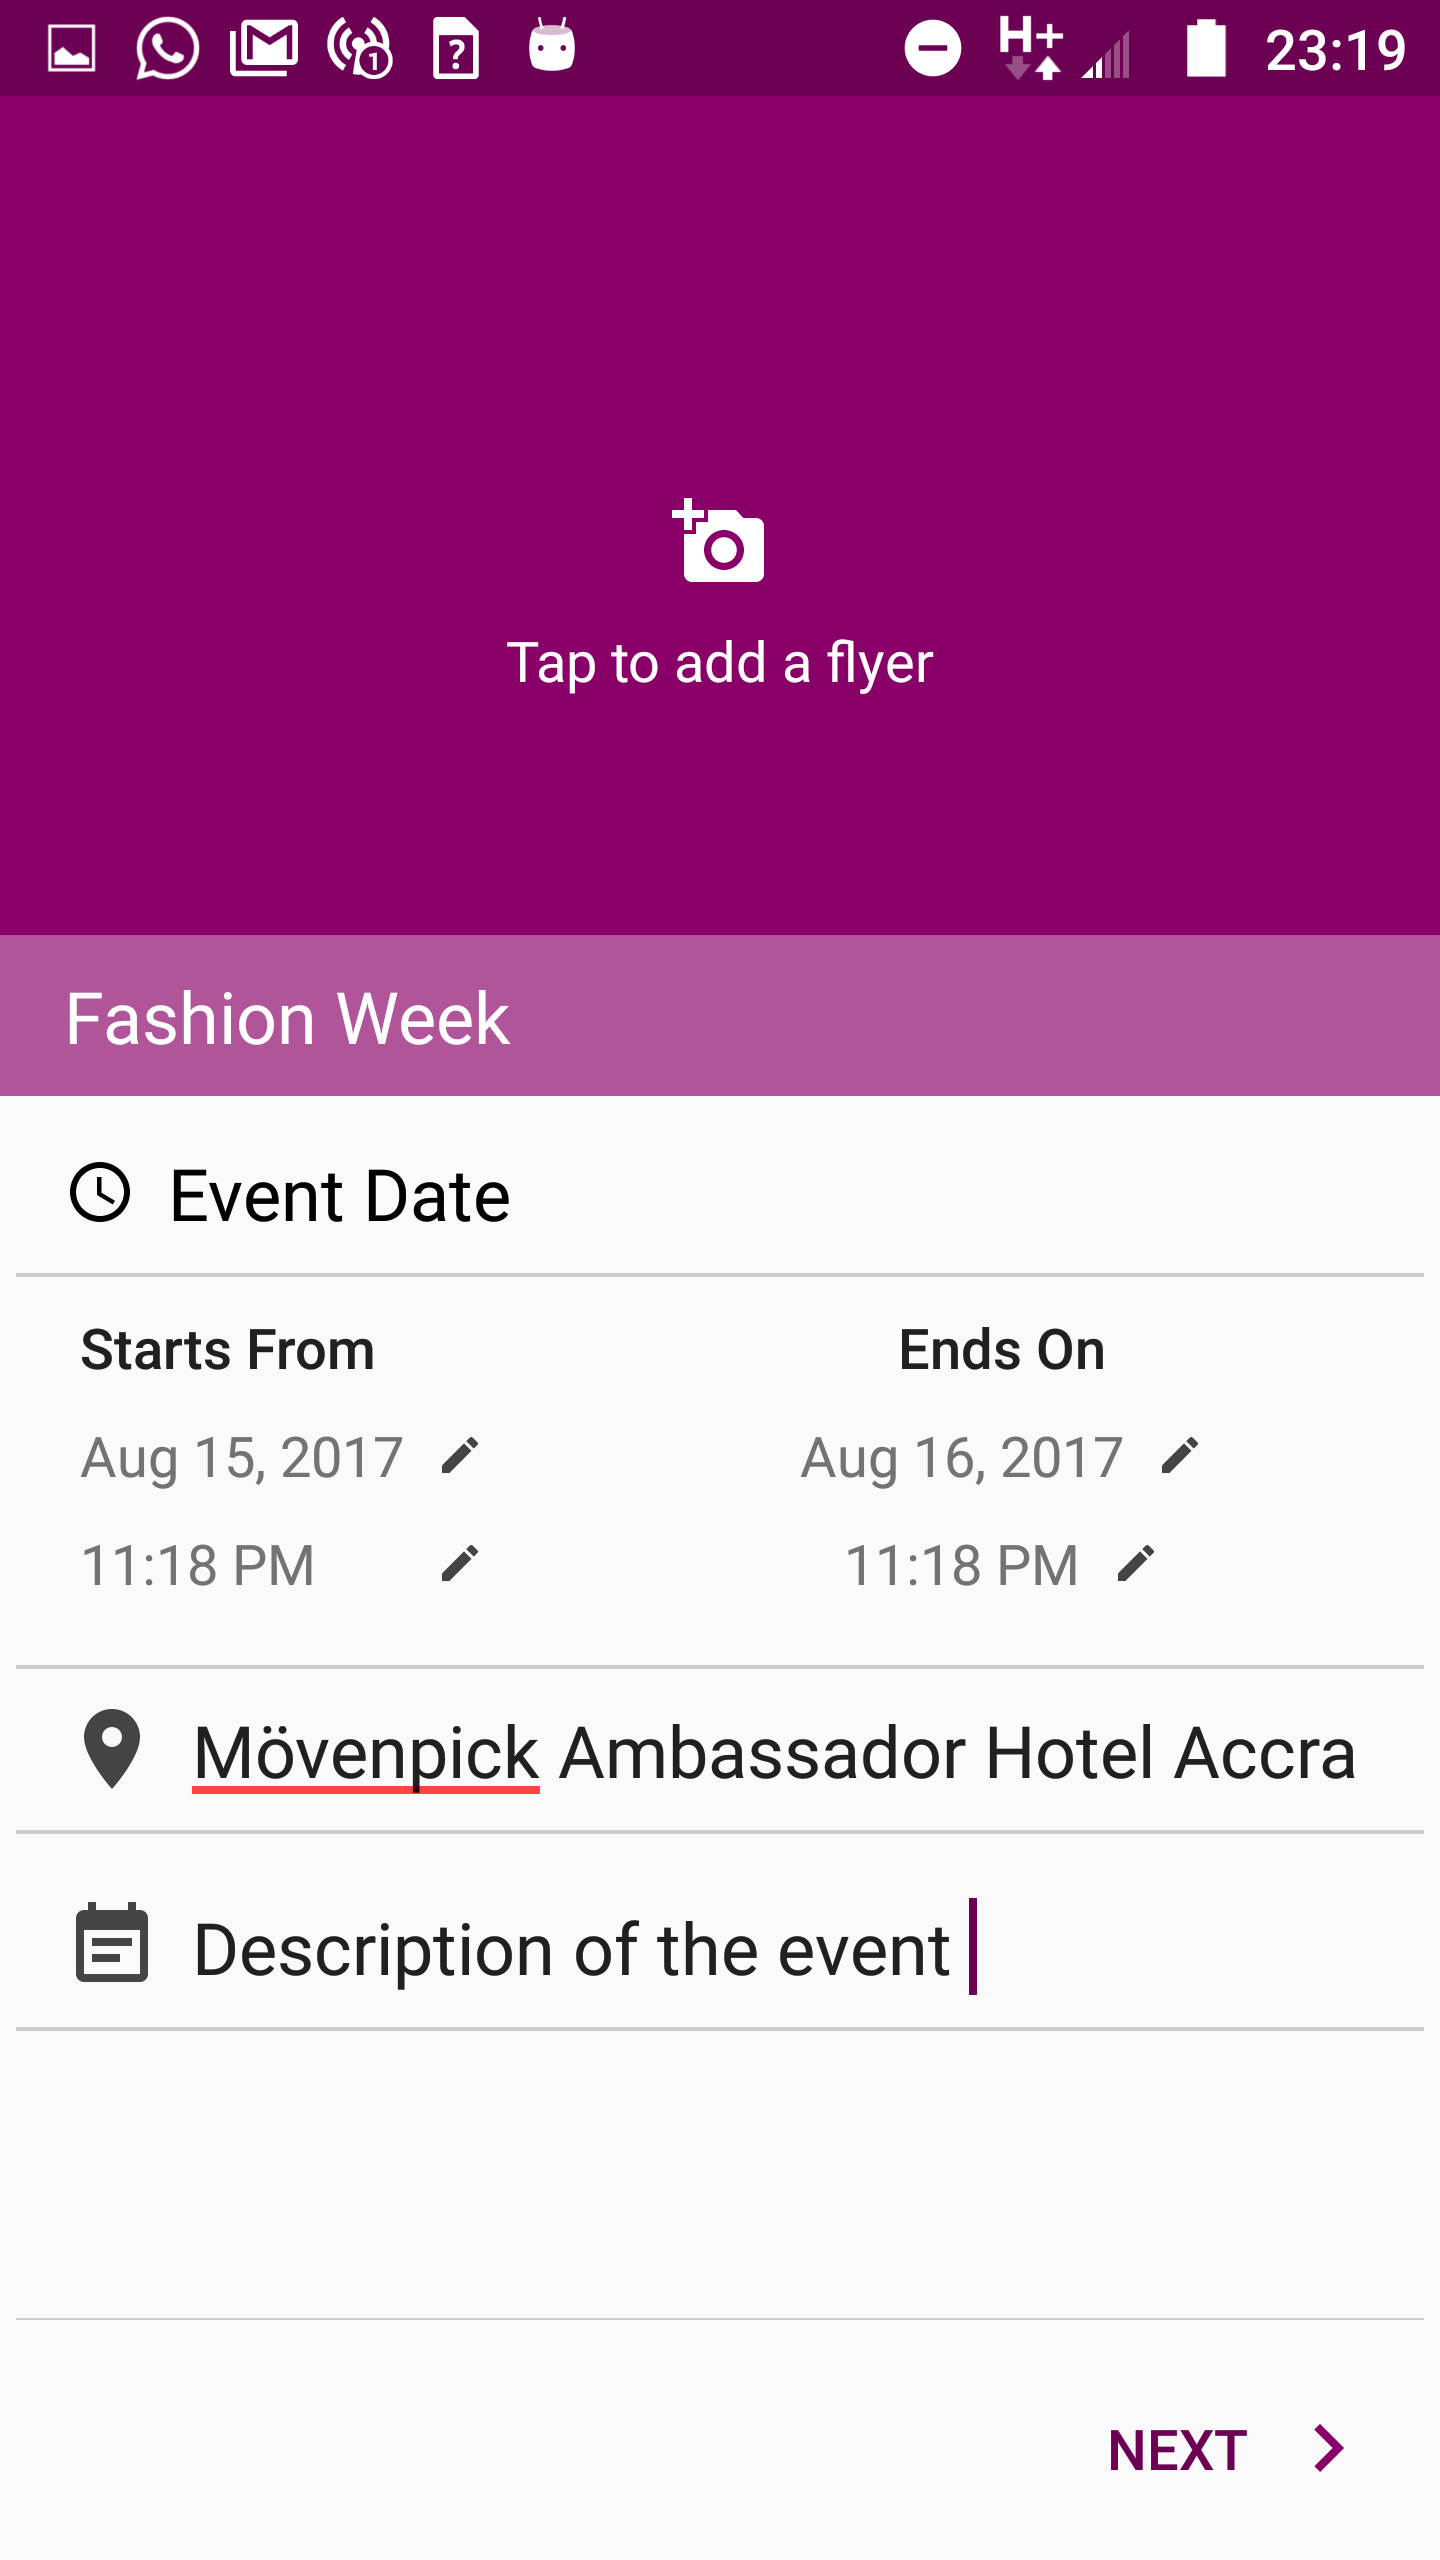 23:19
Tap to add a flyer
Fashion Week
Event Date
Starts From
Ends On
Aug 15, 2017
Aug 16, 2017
11:18 PM
11:18 PM
Mövenpick Ambassador Hotel Accra
Description of the event
NEXT